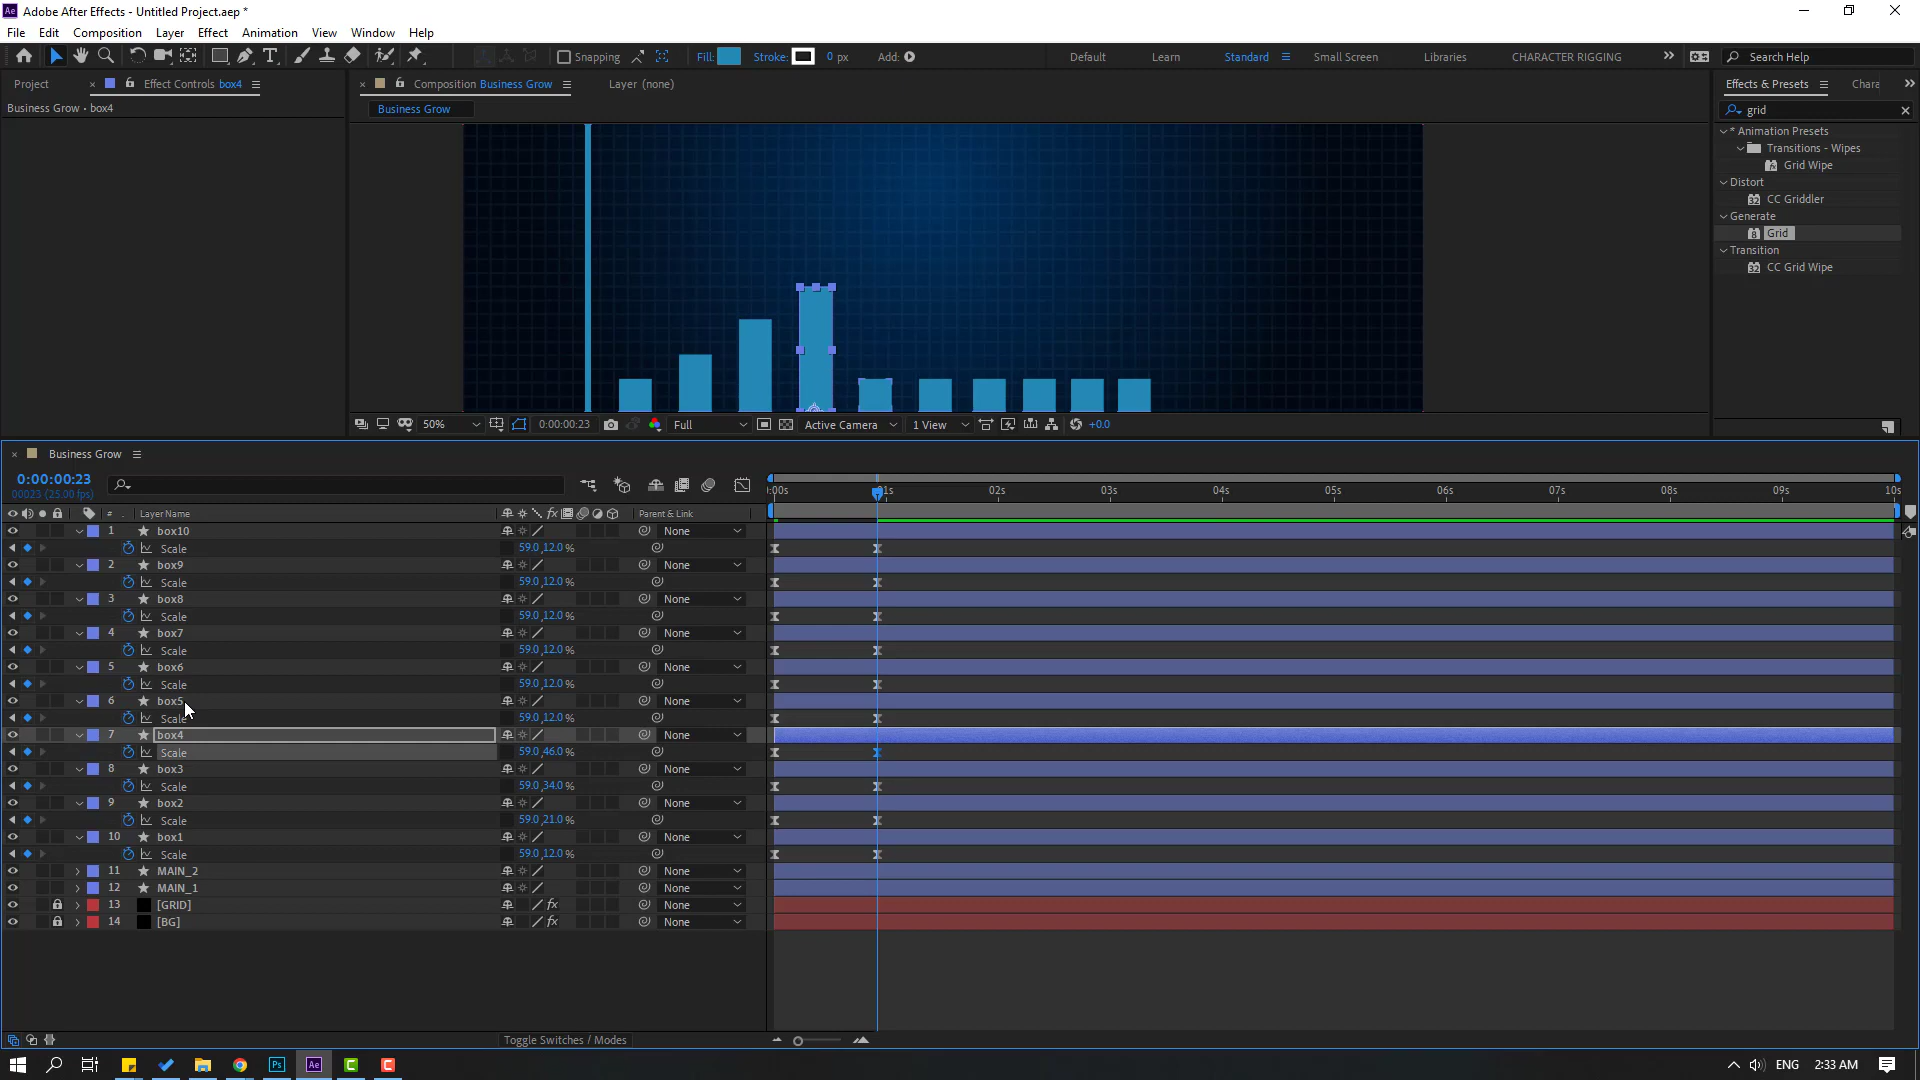 Adobe After Effects - Untitled Project.aep *
File Edit Composition Layer Effect Animation View Window Help
Snapping Fill: Stroke: 0 px Add: Default Learn Standard Small Screen Libraries CHARACTER RIGGING Search Help
Project Effect Controls box4 Composition Business Grow Layer (none) Effects & Presets Chara
Business Grow • box4
Business Grow
grid
* Animation Presets
Transitions - Wipes
Grid Wipe
Distort
CC Griddler
Generate
Grid
Transition
CC Grid Wipe
50% 0:00:00:23 Full Active Camera 1 View +0.0
Business Grow
0:00:00:23
00023 (25.00 fps)
:00s 01s 02s 03s 04s 05s 06s 07s 08s 09s 10s
# Layer Name Parent & Link
1 box10 None
Scale 59.0,12.0 %
2 box9 None
Scale 59.0,12.0 %
3 box8 None
Scale 59.0,12.0 %
4 box7 None
Scale 59.0,12.0 %
5 box6 None
Scale 59.0,12.0 %
6 box5 None
Scale 59.0,12.0 %
7 box4 None
Scale 59.0,46.0 %
8 box3 None
Scale 59.0,34.0 %
9 box2 None
Scale 59.0,21.0 %
10 box1 None
Scale 59.0,12.0 %
11 MAIN_2 None
12 MAIN_1 None
13 [GRID] fx None
14 [BG] fx None
Toggle Switches / Modes
ENG 2:33 AM